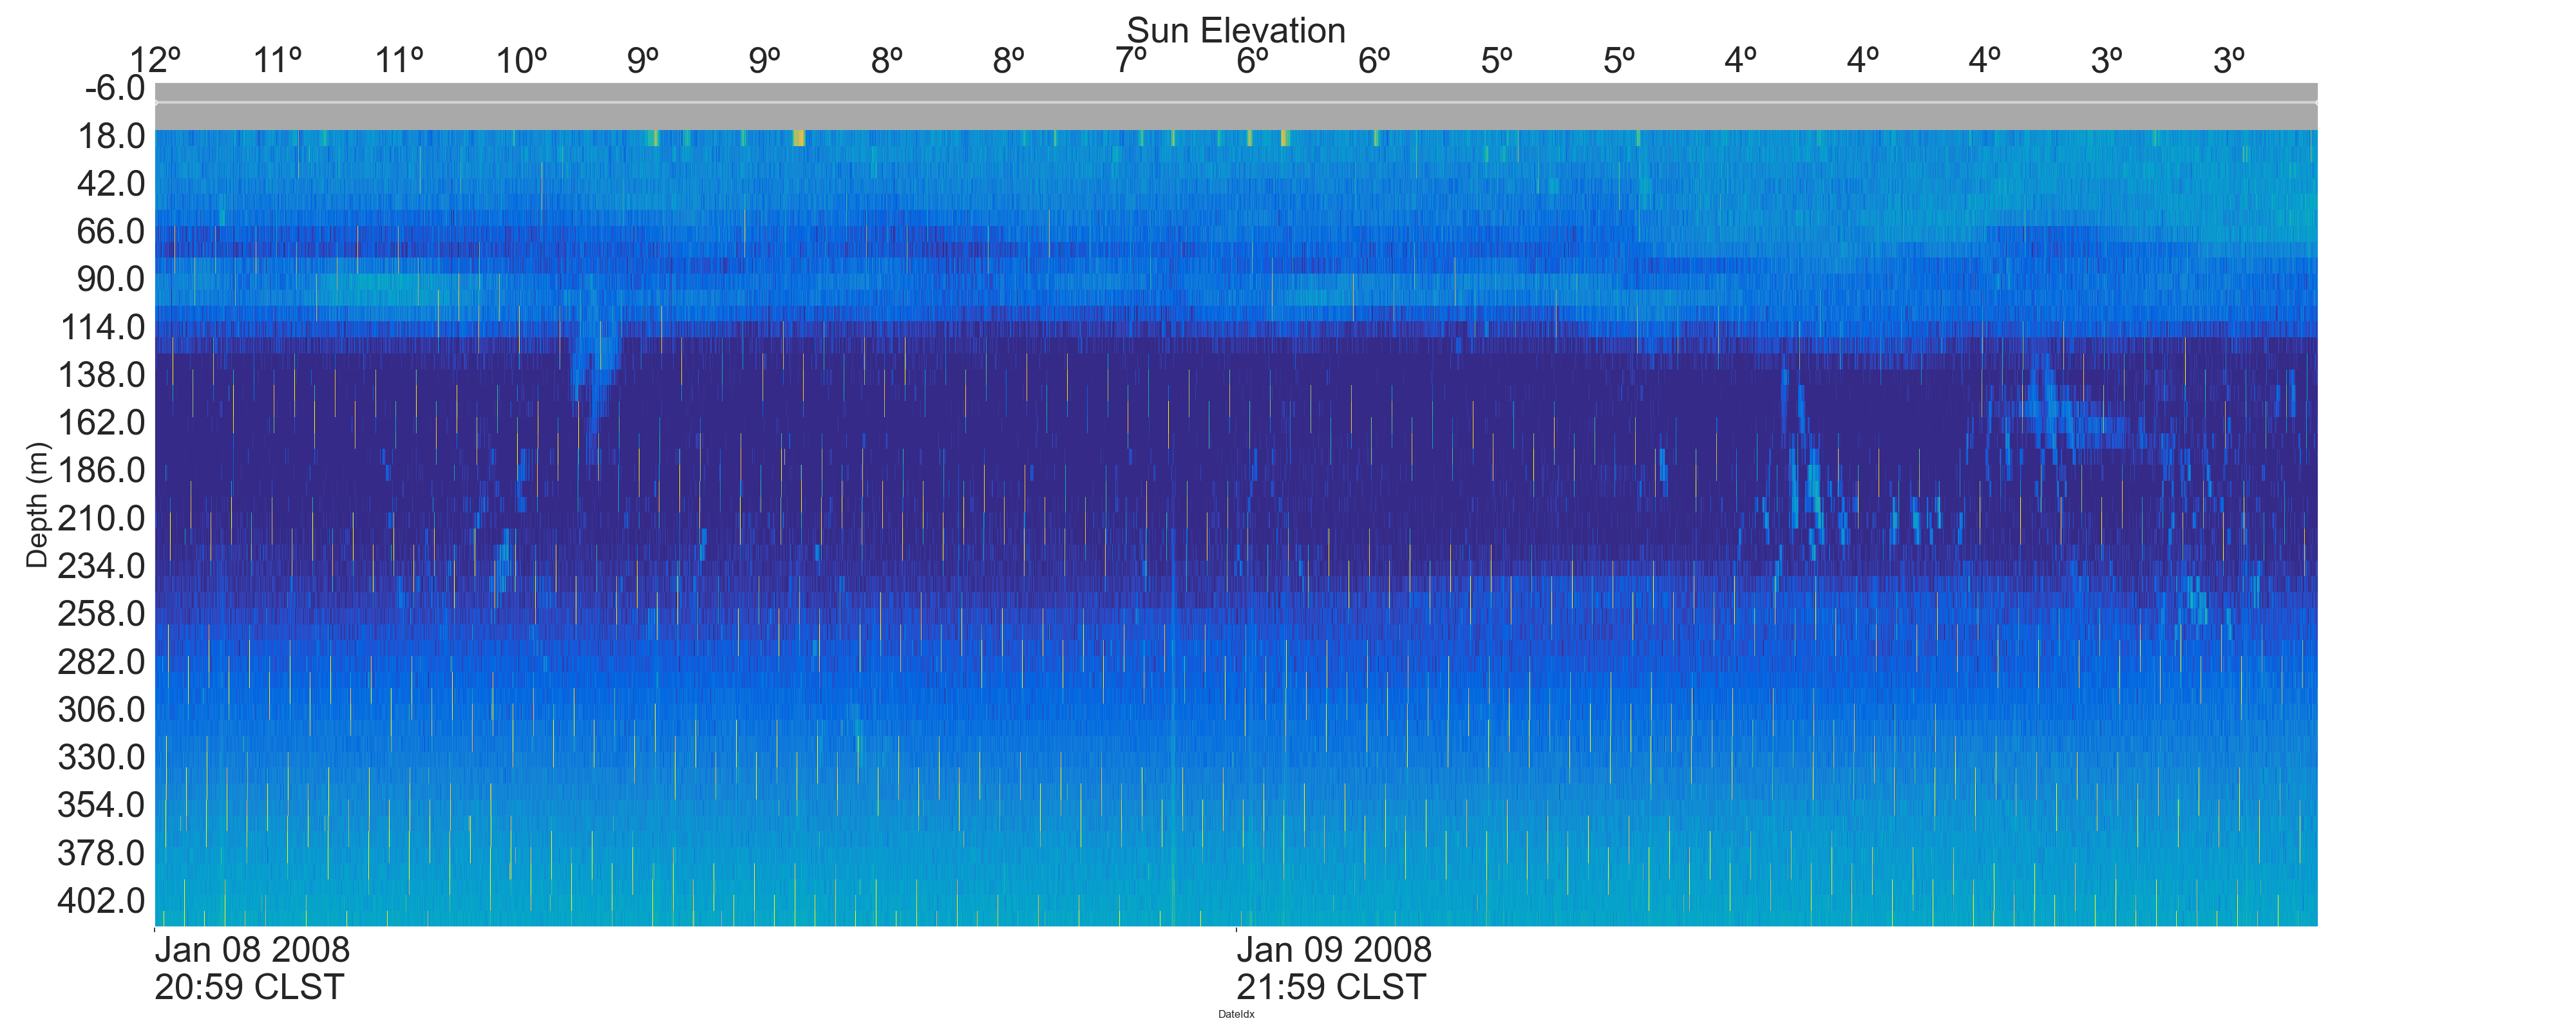 Sun Elevation
12º 11º 11º 10º 9º 9º 8º 8º 7º 6º 6º 5º 5º 4º 4º 4º 3º 3º
-6.0
18.0
42.0
66.0
90.0
114.0
138.0
162.0
186.0
210.0
234.0
258.0
282.0
306.0
330.0
354.0
378.0
402.0
Depth (m)
Jan 08 2008
20:59 CLST
Jan 09 2008
21:59 CLST
DateIdx